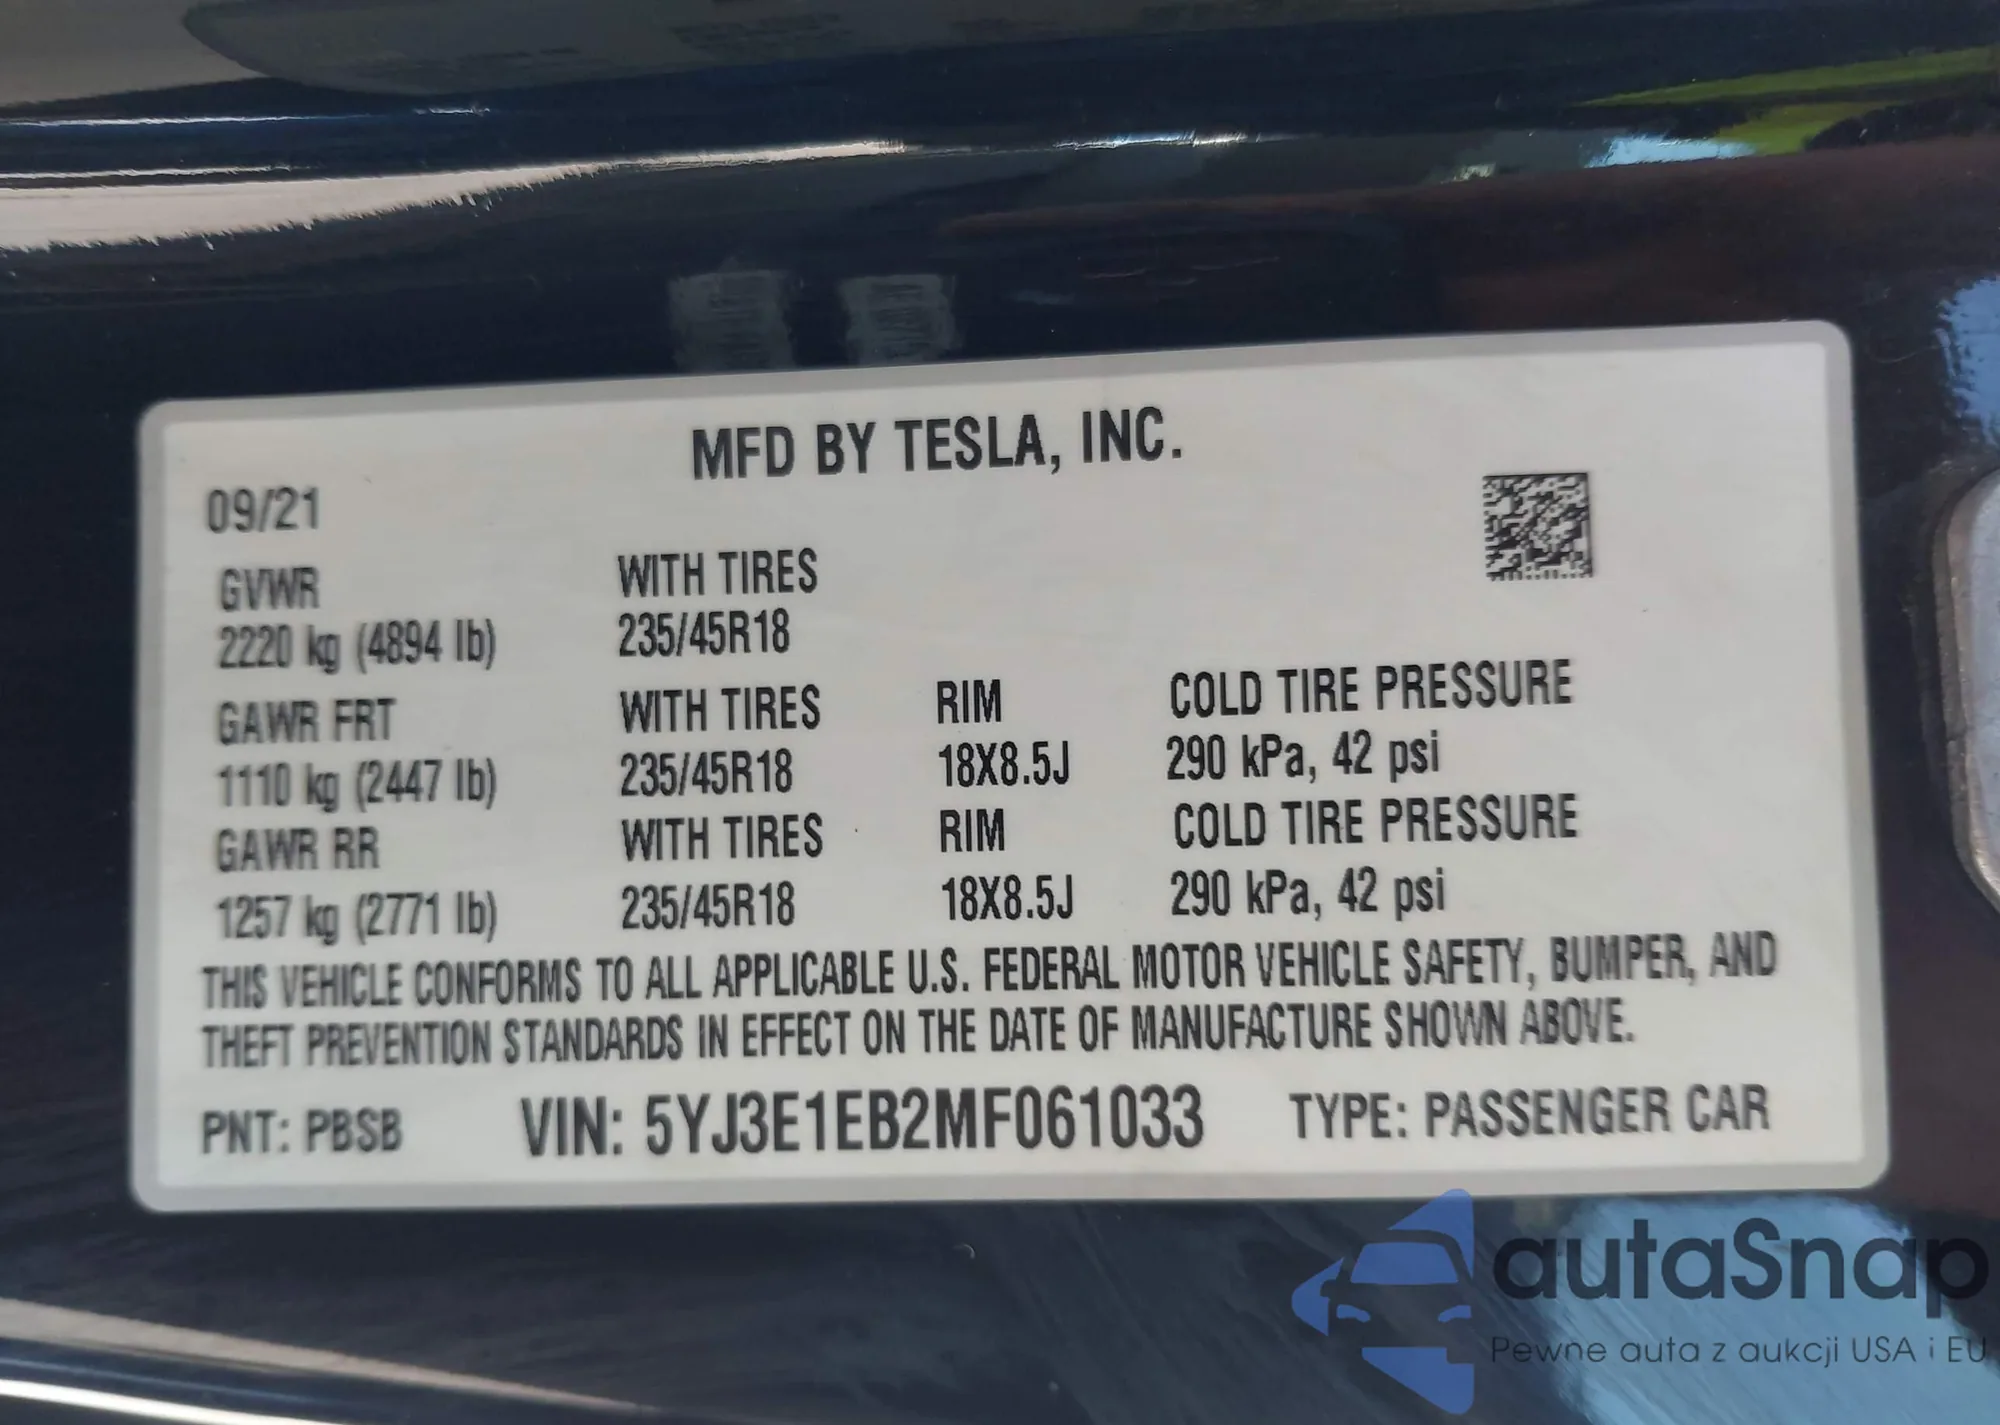 MFD BY TESLA, INC.
09/21
GVWR WITH TIRES
2220 kg (4894 lb) 235/45R18
GAWR FRT WITH TIRES RIM COLD TIRE PRESSURE
1110 kg (2447 lb) 235/45R18 18X8.5J 290 kPa, 42 psi
GAWR RR WITH TIRES RIM COLD TIRE PRESSURE
1257 kg (2771 lb) 235/45R18 18X8.5J 290 kPa, 42 psi
THIS VEHICLE CONFORMS TO ALL APPLICABLE U.S. FEDERAL MOTOR VEHICLE SAFETY, BUMPER, AND
THEFT PREVENTION STANDARDS IN EFFECT ON THE DATE OF MANUFACTURE SHOWN ABOVE.
PNT: PBSB VIN: 5YJ3E1EB2MF061033 TYPE: PASSENGER CAR
autaSnap
Pewne auta z aukcji USA i EU